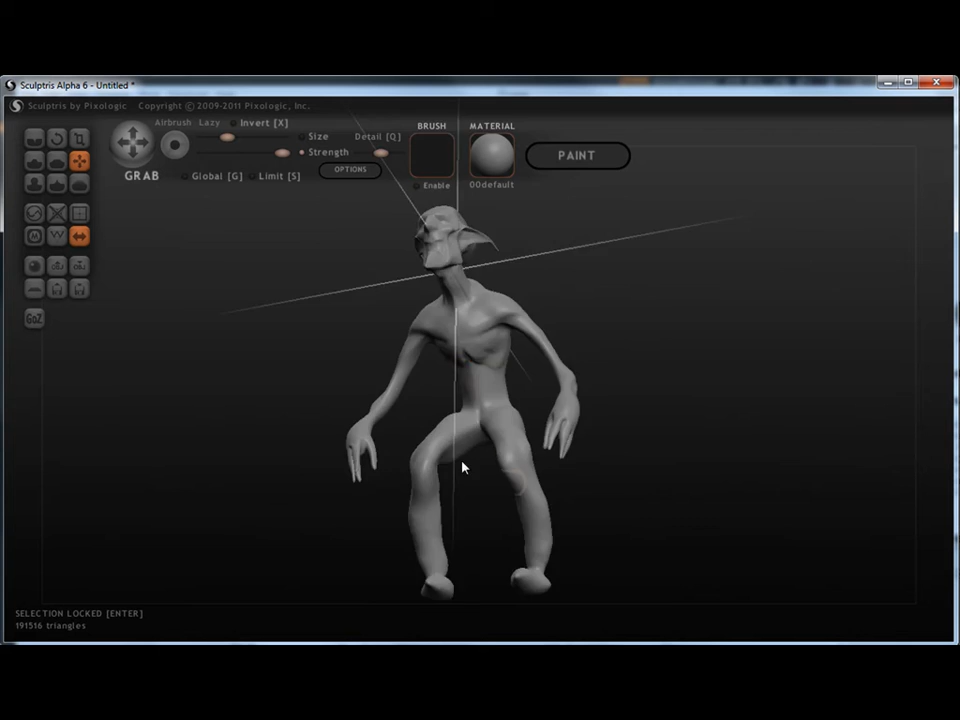 Sculptris Alpha 6 - Untitled *
Sculptris by Pixologic Copyright © 2009-2011 Pixologic, Inc.
Airbrush Lazy Invert [X]
Size Detail [Q]
Strength
GRAB Global [G] Limit [S] OPTIONS
BRUSH
Enable
MATERIAL
00default
PAINT
GoZ
SELECTION LOCKED [ENTER]
191516 triangles